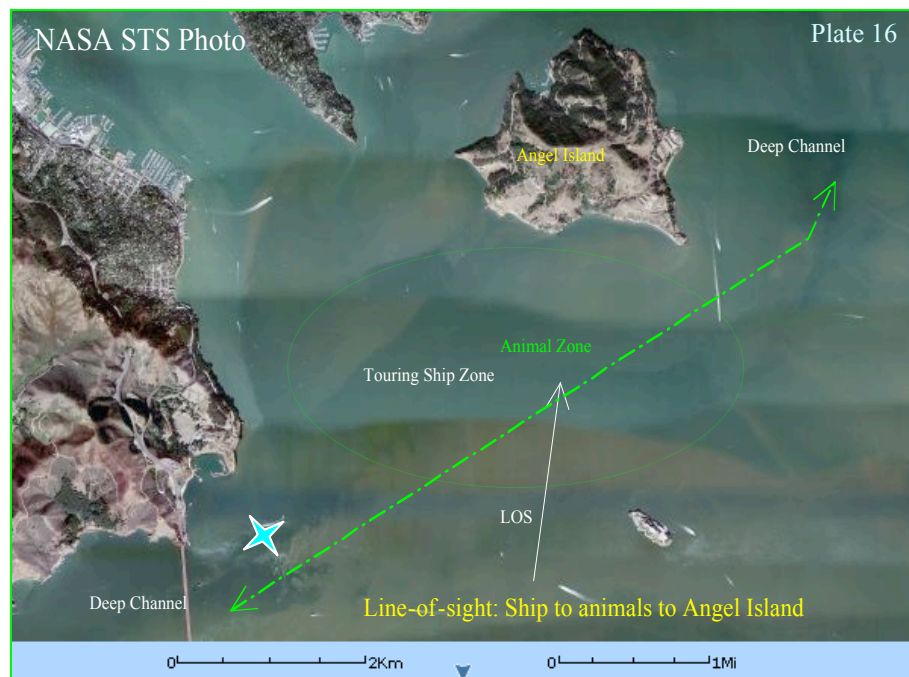 NASA STS Photo
Plate 16
Deep Channel
Angel Island
Animal Zone
Touring Ship Zone
LOS
Deep Channel
Line-of-sight: Ship to animals to Angel Island
0 2Km 0 1Mi